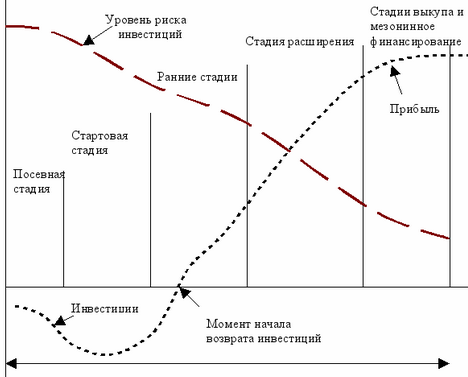 Уровень риска
инвестиций
Стадии выкупа и
мезонинное
финансирование
Стадия расширения
Ранние стадии
Прибыль
Стартовая
стадия
Посевная
стадия
Инвестиции
Момент начала
возврата инвестиций